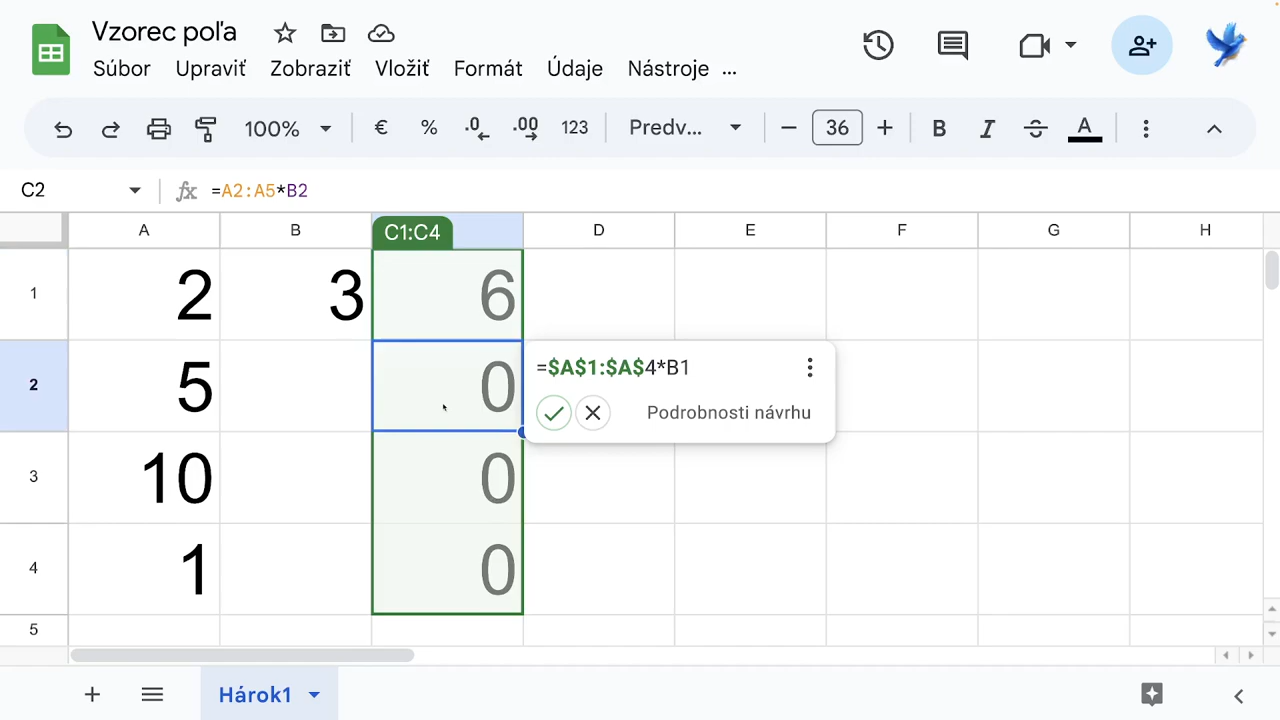 Vzorec poľa
Súbor Upraviť Zobraziť Vložiť Formát Údaje Nástroje ...
100% € % .0 .00 123 Predv... 36 B I A
C2 fx =A2:A5*B2
A B C1:C4 D E F G H
1 2 3 6
2 5 0
=$A$1:$A$4*B1
Podrobnosti návrhu
3 10 0
4 1 0
5
Hárok1